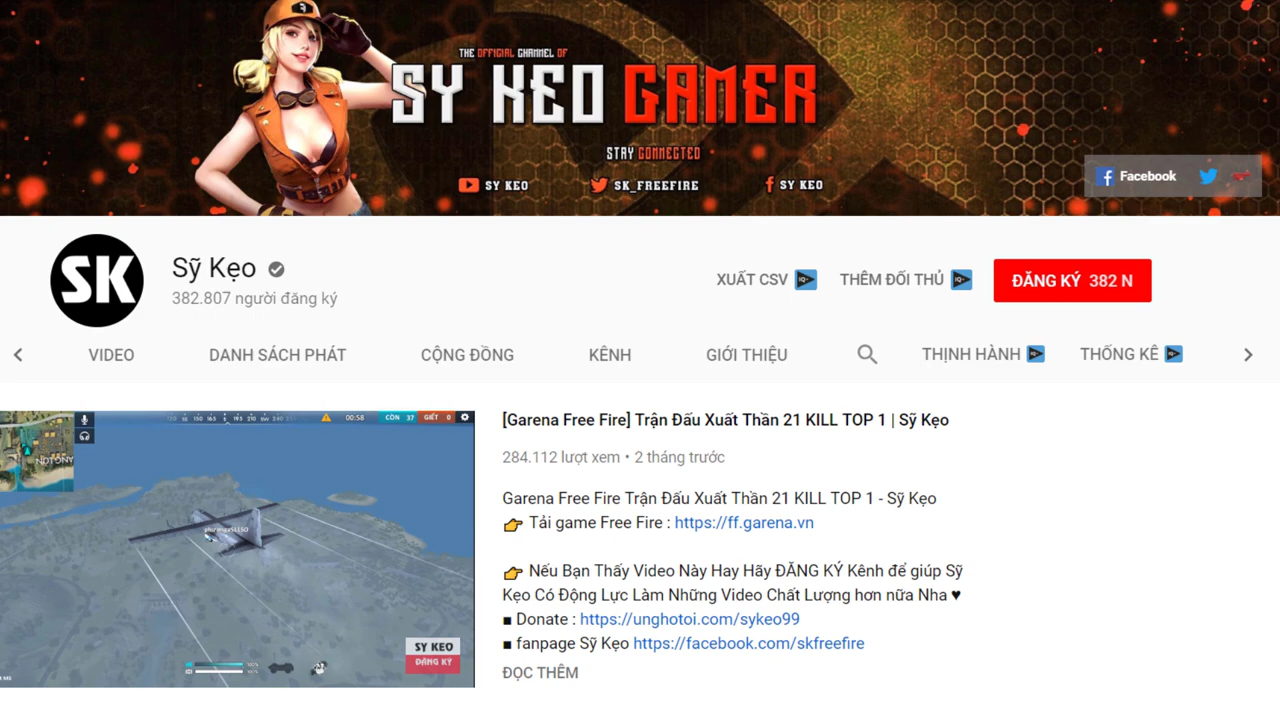 THE OFFICIAL CHANNEL OF
SY KEO GAMER
STAY CONNECTED
SY KEO
SK_FREEFIRE
SY KEO
Facebook
SK
Sỹ Kẹo
382.807 người đăng ký
XUẤT CSV
THÊM ĐỐI THỦ
ĐĂNG KÝ 382 N
VIDEO
DANH SÁCH PHÁT
CỘNG ĐỒNG
KÊNH
GIỚI THIỆU
THỊNH HÀNH
THỐNG KÊ
00:58
CÒN 37
GIẾT 0
[Garena Free Fire] Trận Đấu Xuất Thần 21 KILL TOP 1 | Sỹ Kẹo
284.112 lượt xem • 2 tháng trước
Garena Free Fire Trận Đấu Xuất Thần 21 KILL TOP 1 - Sỹ Kẹo
👉 Tải game Free Fire : https://ff.garena.vn
👉 Nếu Bạn Thấy Video Này Hay Hãy ĐĂNG KÝ Kênh để giúp Sỹ
Kẹo Có Động Lực Làm Những Video Chất Lượng hơn nữa Nha ♥
■ Donate : https://unghotoi.com/sykeo99
■ fanpage Sỹ Kẹo https://facebook.com/skfreefire
ĐỌC THÊM
SY KEO
ĐĂNG KÝ